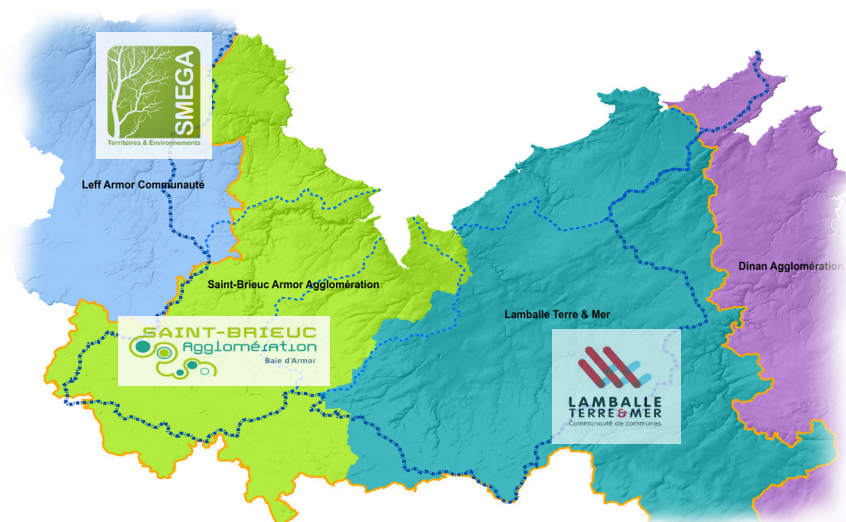 SMEGA
Territoires & Environnements
Leff Armor Communauté
Saint-Brieuc Armor Agglomération
Dinan Agglomération
Lamballe Terre & Mer
SAINT-BRIEUC
Agglomération
Baie d'Armor
LAMBALLE
TERRE & MER
Communauté de communes